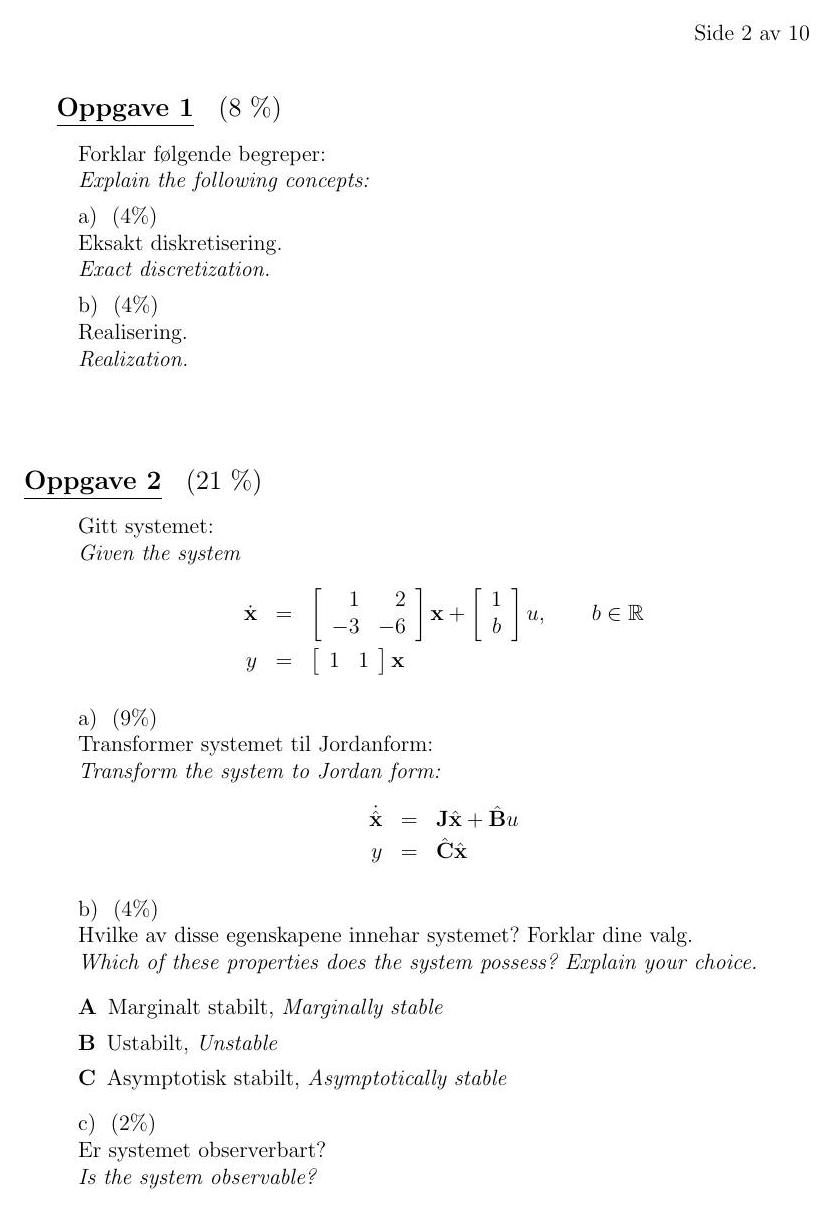 Side 2 av 10
Oppgave 1 (8 %)
Forklar følgende begreper:
Explain the following concepts:
a) (4%)
Eksakt diskretisering.
Exact discretization.
b) (4%)
Realisering.
Realization.
Oppgave 2 (21 %)
Gitt systemet:
Given the system
ẋ = [ 1 2 ; −3 −6 ] x + [ 1 ; b ] u, b ∈ ℝ
y = [ 1 1 ] x
a) (9%)
Transformer systemet til Jordanform:
Transform the system to Jordan form:
x̂̇ = Jx̂ + B̂u
y = Ĉx̂
b) (4%)
Hvilke av disse egenskapene innehar systemet? Forklar dine valg.
Which of these properties does the system possess? Explain your choice.
A Marginalt stabilt, Marginally stable
B Ustabilt, Unstable
C Asymptotisk stabilt, Asymptotically stable
c) (2%)
Er systemet observerbart?
Is the system observable?